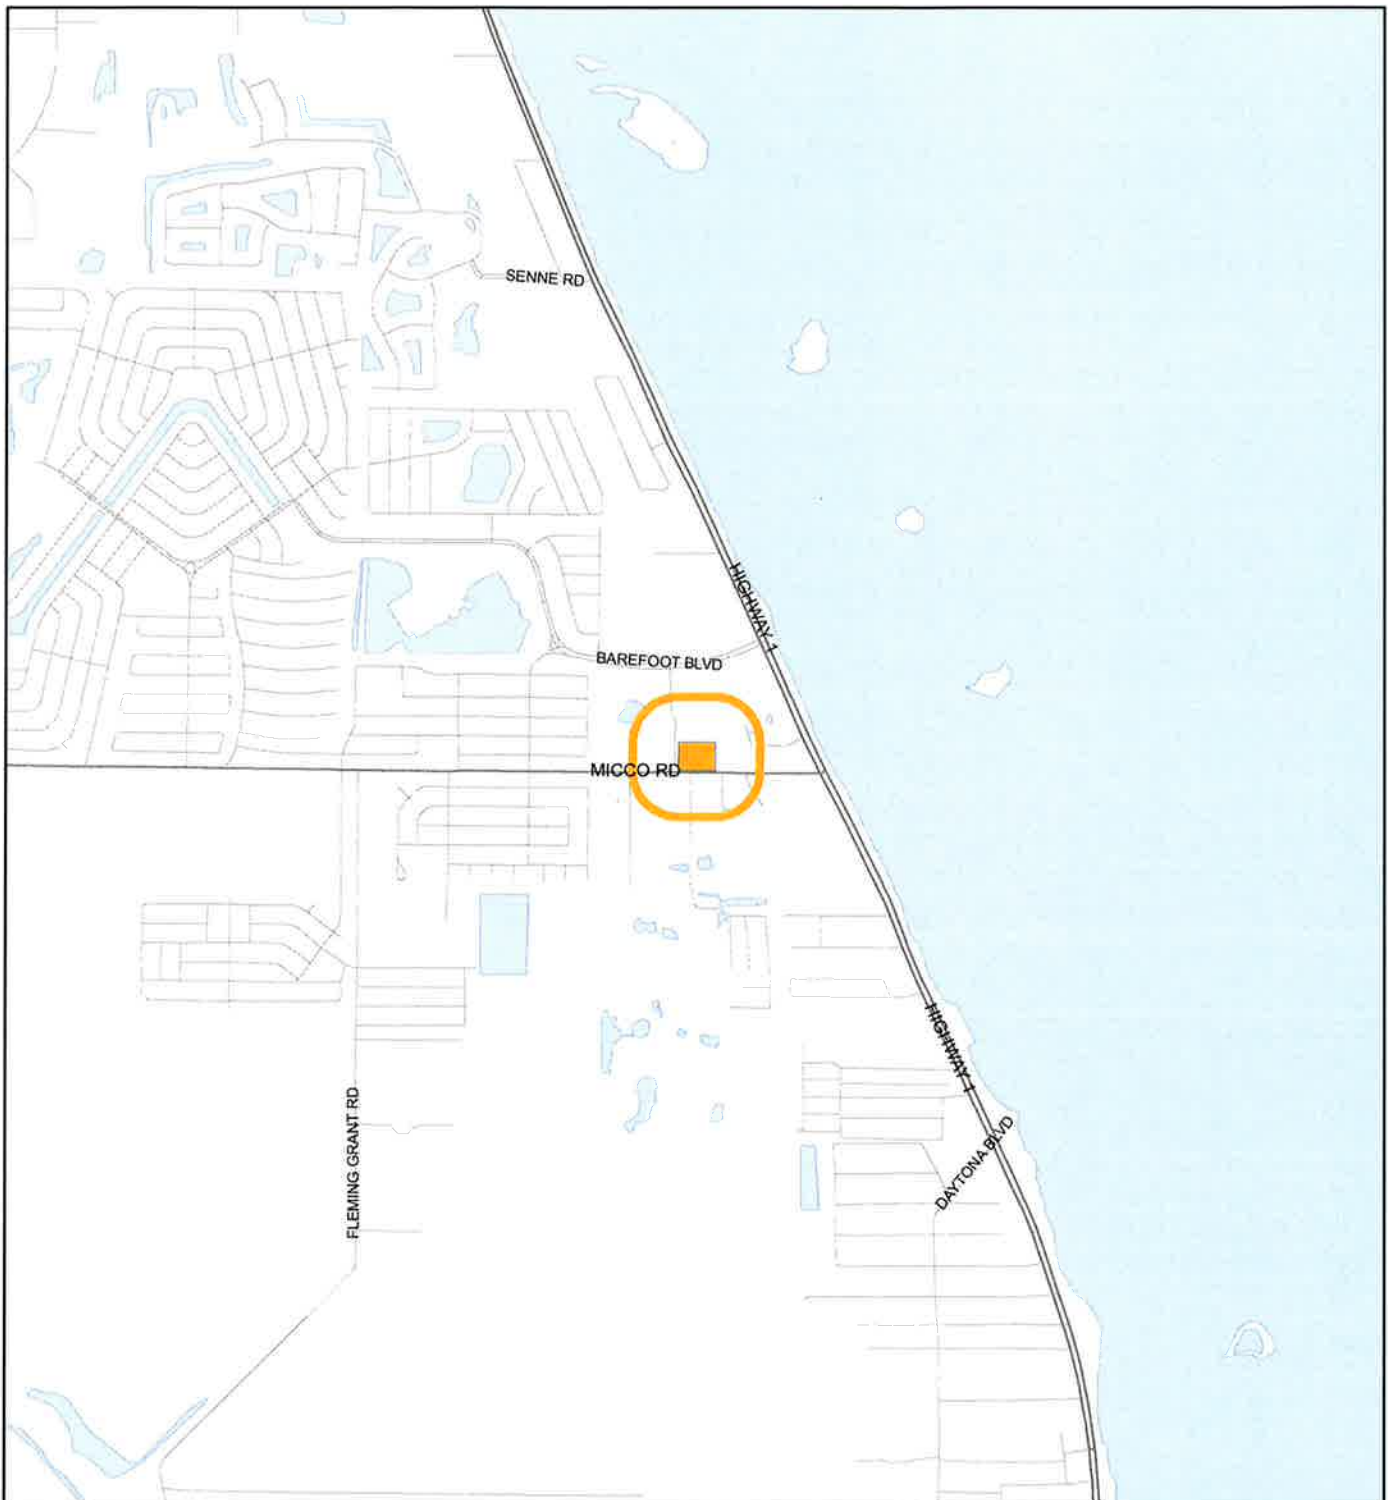 SENNE RD
HIGHWAY 1
BAREFOOT BLVD
MICCO RD
HIGHWAY 1
FLEMING GRANT RD
DAYTONA BLVD